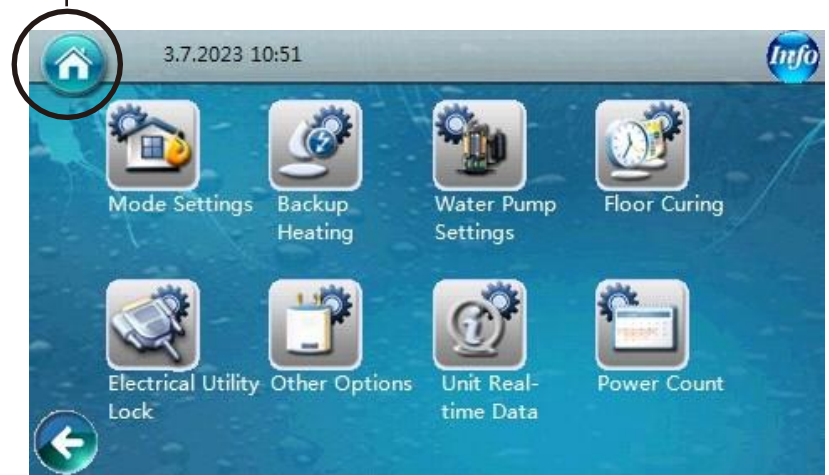 3.7.2023 10:51
Info
Mode Settings
Backup
Heating
Water Pump
Settings
Floor Curing
Electrical Utility
Lock
Other Options
Unit Real-
time Data
Power Count